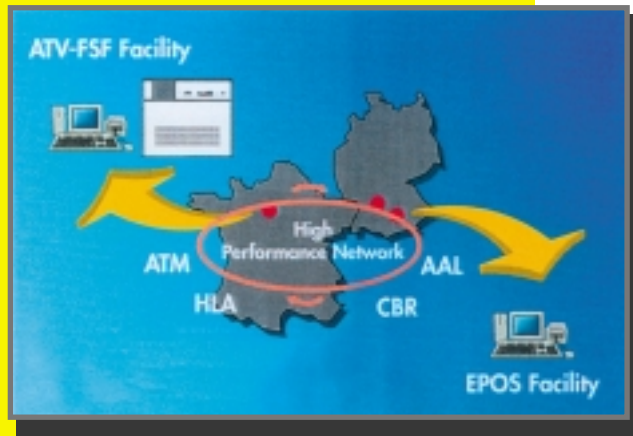 ATV-FSF Facility
High
Performance Network
ATM
AAL
HLA
CBR
EPOS Facility